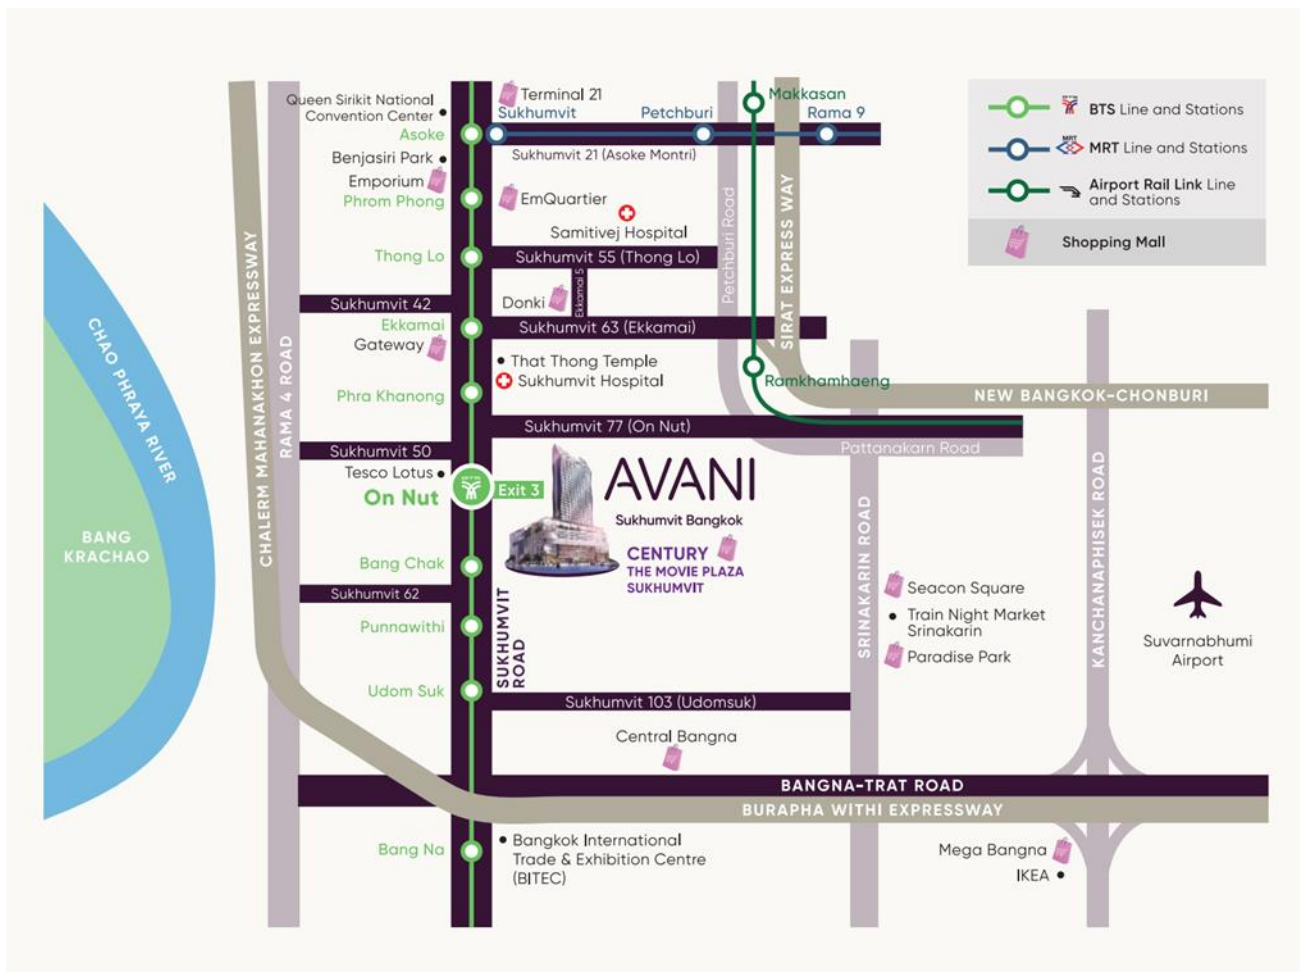 Queen Sirikit National
Convention Center
Terminal 21
Makkasan
Sukhumvit
Petchburi
Rama 9
Asoke
Sukhumvit 21 (Asoke Montri)
Benjasiri Park
Emporium
Phrom Phong
EmQuartier
Samitivej Hospital
Thong Lo
Sukhumvit 55 (Thong Lo)
Ekkamai 5
Donki
Sukhumvit 42
Ekkamai
Gateway
Sukhumvit 63 (Ekkamai)
That Thong Temple
Sukhumvit Hospital
Ramkhamhaeng
Phra Khanong
Sukhumvit 77 (On Nut)
Sukhumvit 50
Tesco Lotus
On Nut
BTS
Exit 3
AVANI
Sukhumvit Bangkok
CENTURY
THE MOVIE PLAZA
SUKHUMVIT
Bang Chak
Sukhumvit 62
Punnawithi
SUKHUMVIT
ROAD
Udom Suk
Sukhumvit 103 (Udomsuk)
Central Bangna
BANGNA-TRAT ROAD
BURAPHA WITHI EXPRESSWAY
Bang Na
Bangkok International
Trade & Exhibition Centre
(BITEC)
Mega Bangna
IKEA
CHAO PHRAYA RIVER
BANG
KRACHAO
CHALERM MAHANAKHON EXPRESSWAY
RAMA 4 ROAD
Petchburi Road
SIRAT EXPRESS WAY
NEW BANGKOK-CHONBURI
Pattanakarn Road
SRINAKARIN ROAD
KANCHANAPHISEK ROAD
Seacon Square
Train Night Market
Srinakarin
Paradise Park
Suvarnabhumi
Airport
BTS Line and Stations
MRT
MRT Line and Stations
Airport Rail Link Line
and Stations
Shopping Mall